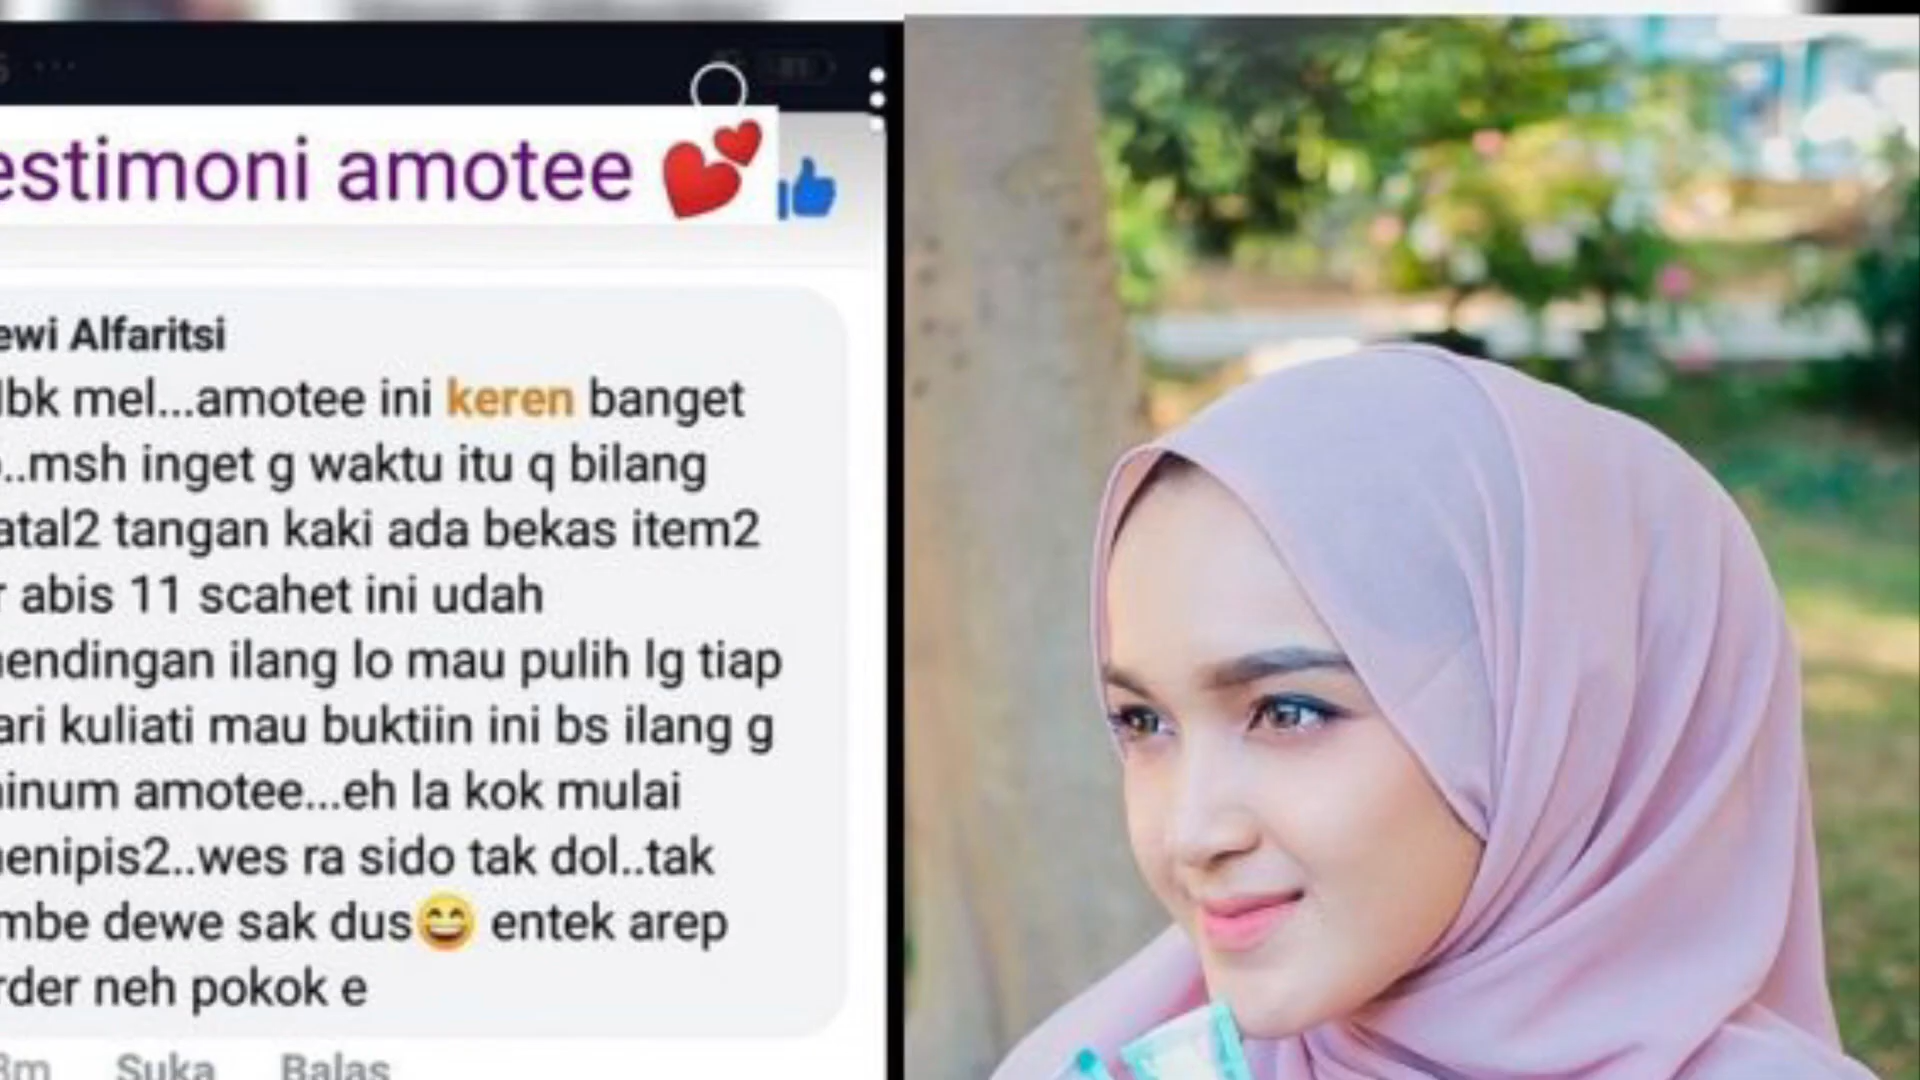 estimoni amotee
ewi Alfaritsi
bk mel...amotee ini keren banget
..msh inget g waktu itu q bilang
atal2 tangan kaki ada bekas item2
r abis 11 scahet ini udah
endingan ilang lo mau pulih lg tiap
ari kuliati mau buktiin ini bs ilang g
inum amotee...eh la kok mulai
enipis2..wes ra sido tak dol..tak
mbe dewe sak dus😄 entek arep
rder neh pokok e
Suka Balas